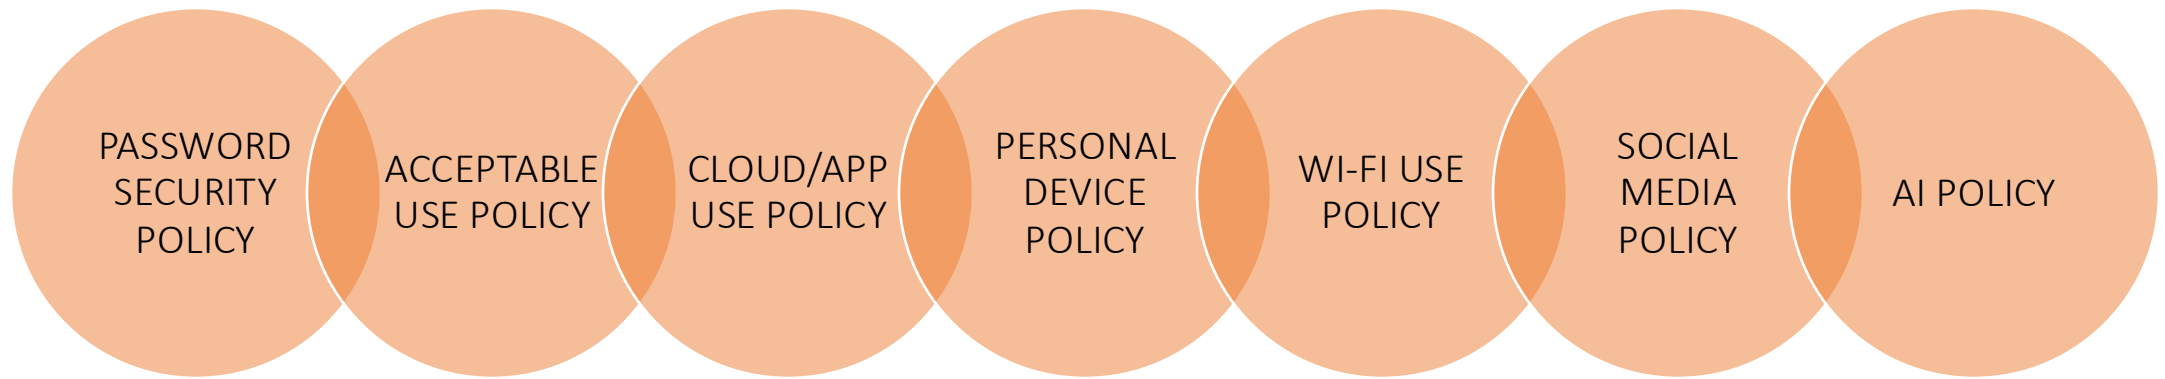 PASSWORD
SECURITY
POLICY
ACCEPTABLE
USE POLICY
CLOUD/APP
USE POLICY
PERSONAL
DEVICE
POLICY
WI-FI USE
POLICY
SOCIAL
MEDIA
POLICY
AI POLICY